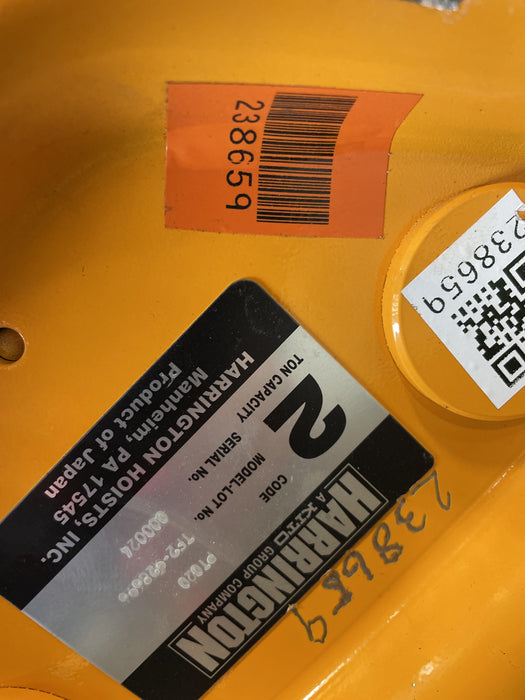 238659
238659
HARRINGTON
A KITO GROUP COMPANY
CODE PT020
MODEL-LOT No.
SERIAL No. 000024
2
TON CAPACITY
HARRINGTON HOISTS, INC.
Manheim, PA 17545
Product of Japan
238659